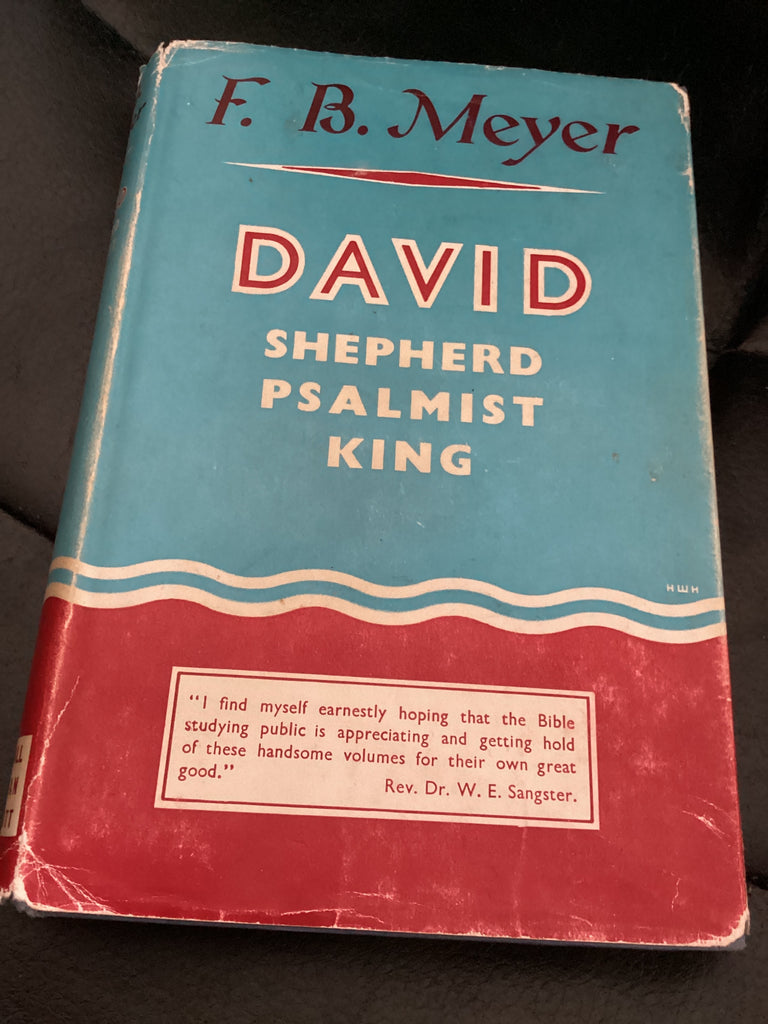 F. B. Meyer
DAVID
SHEPHERD
PSALMIST
KING
HWH
“I find myself earnestly hoping that the Bible
studying public is appreciating and getting hold
of these handsome volumes for their own great
good.”
Rev. Dr. W. E. Sangster.